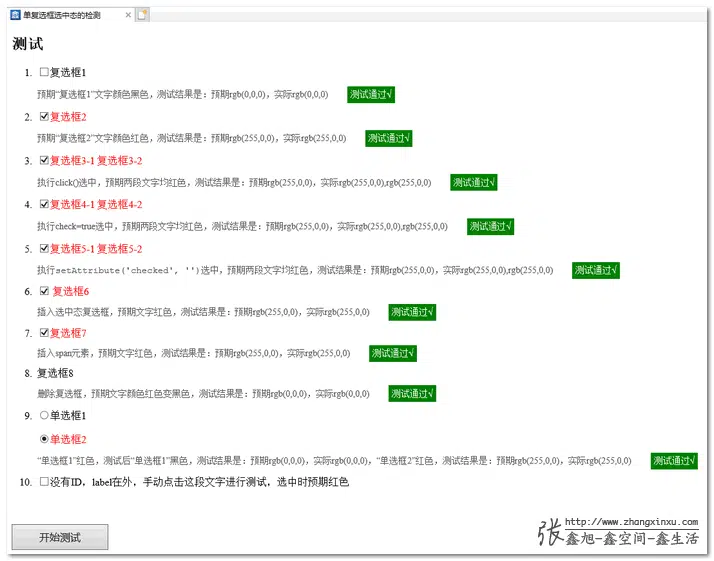 单复选框选中态的检测
测试
1. 复选框1
预期“复选框1”文字颜色黑色，测试结果是：预期rgb(0,0,0)，实际rgb(0,0,0) 测试通过√
2. 复选框2
预期“复选框2”文字颜色红色，测试结果是：预期rgb(255,0,0)，实际rgb(255,0,0) 测试通过√
3. 复选框3-1 复选框3-2
执行click()选中，预期两段文字均红色，测试结果是：预期rgb(255,0,0)，实际rgb(255,0,0),rgb(255,0,0) 测试通过√
4. 复选框4-1 复选框4-2
执行check=true选中，预期两段文字均红色，测试结果是：预期rgb(255,0,0)，实际rgb(255,0,0),rgb(255,0,0) 测试通过√
5. 复选框5-1 复选框5-2
执行setAttribute('checked', '')选中，预期两段文字均红色，测试结果是：预期rgb(255,0,0)，实际rgb(255,0,0),rgb(255,0,0) 测试通过√
6. 复选框6
插入选中态复选框，预期文字红色，测试结果是：预期rgb(255,0,0)，实际rgb(255,0,0) 测试通过√
7. 复选框7
插入span元素，预期文字红色，测试结果是：预期rgb(255,0,0)，实际rgb(255,0,0) 测试通过√
8. 复选框8
删除复选框，预期文字颜色红色变黑色，测试结果是：预期rgb(0,0,0)，实际rgb(0,0,0) 测试通过√
9. 单选框1
单选框2
“单选框1”红色，测试后“单选框1”黑色，测试结果是：预期rgb(0,0,0)，实际rgb(0,0,0)，“单选框2”红色，测试结果是：预期rgb(255,0,0)，实际rgb(255,0,0) 测试通过√
10. 没有ID，label在外，手动点击这段文字进行测试，选中时预期红色
开始测试
http://www.zhangxinxu.com
张鑫旭-鑫空间-鑫生活